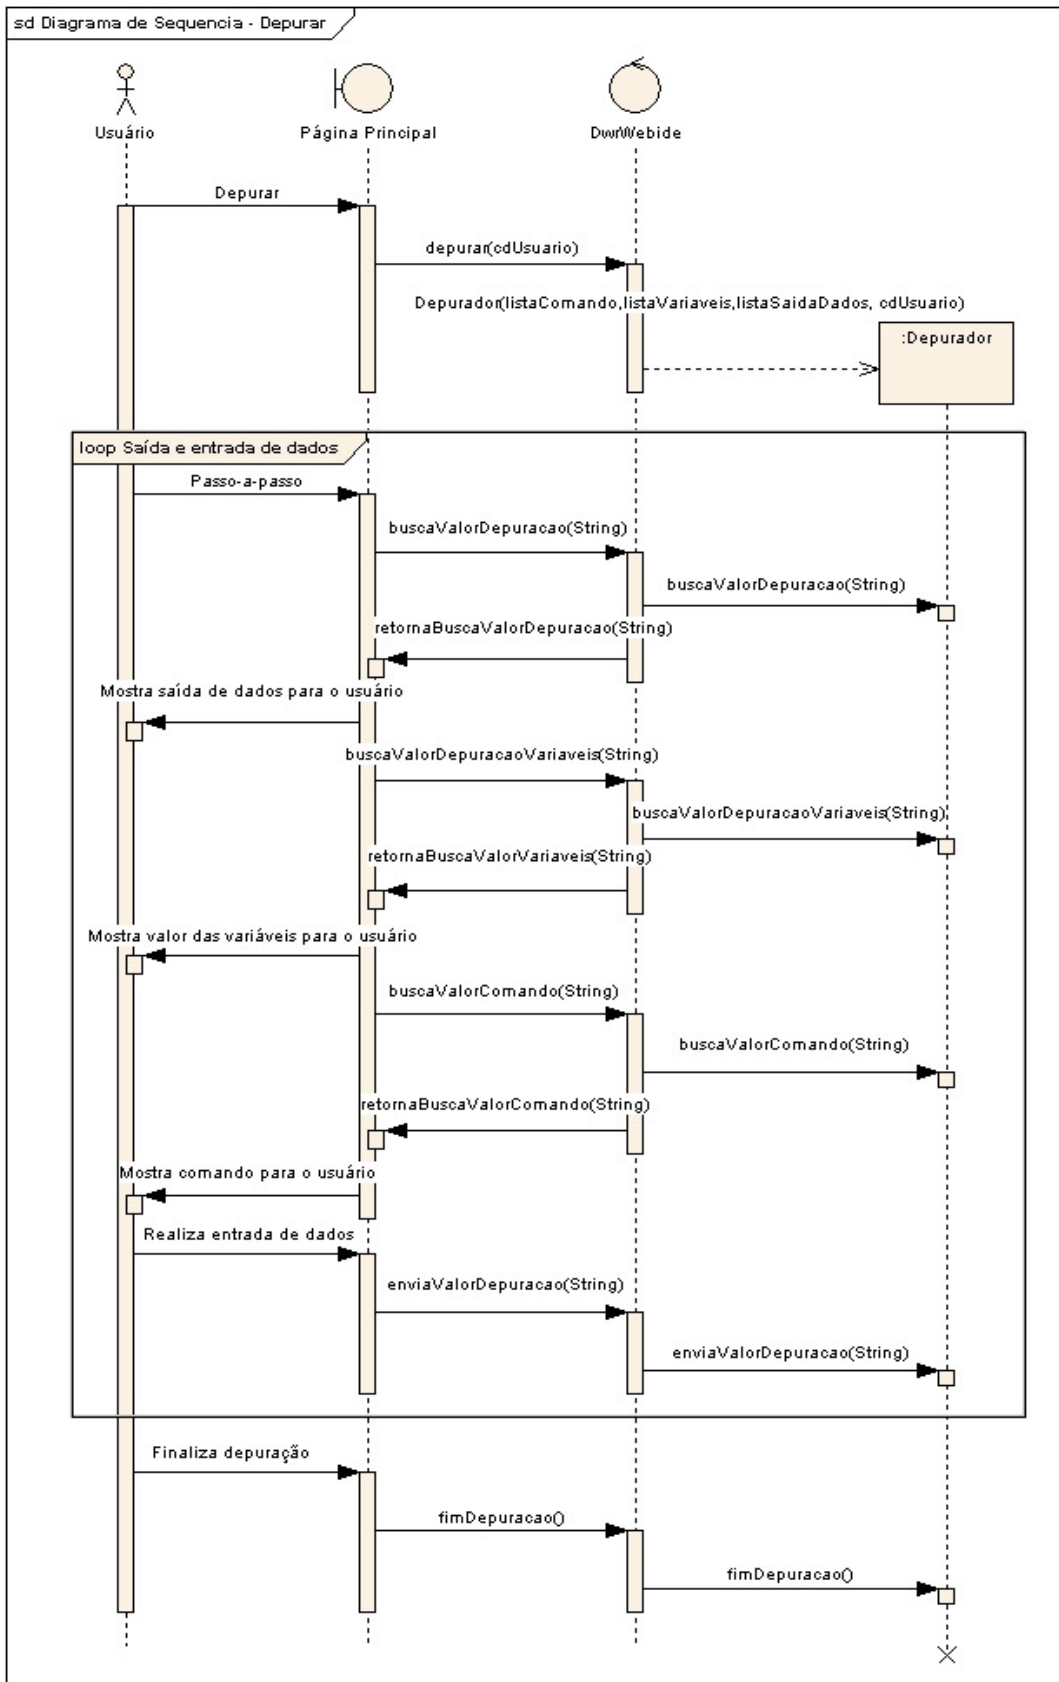 sd Diagrama de Sequencia - Depurar
Usuário
Página Principal
DwrWebide
Depurar
depurar(cdUsuario)
Depurador(listaComando,listaVariaveis,listaSaidaDados, cdUsuario)
:Depurador
loop Saída e entrada de dados
Passo-a-passo
buscaValorDepuracao(String)
buscaValorDepuracao(String)
retornaBuscaValorDepuracao(String)
Mostra saída de dados para o usuário
buscaValorDepuracaoVariaveis(String)
buscaValorDepuracaoVariaveis(String)
retornaBuscaValorVariaveis(String)
Mostra valor das variáveis para o usuário
buscaValorComando(String)
buscaValorComando(String)
retornaBuscaValorComando(String)
Mostra comando para o usuário
Realiza entrada de dados
enviaValorDepuracao(String)
enviaValorDepuracao(String)
Finaliza depuração
fimDepuracao()
fimDepuracao()